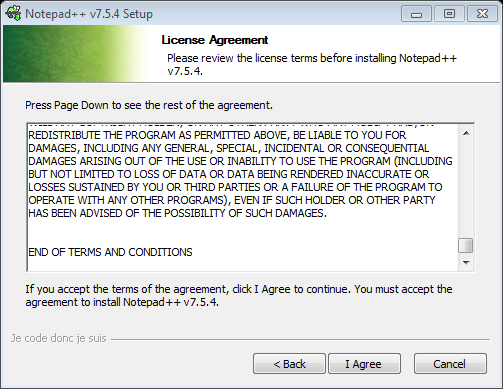 Notepad++ v7.5.4 Setup
License Agreement
Please review the license terms before installing Notepad++
v7.5.4.
Press Page Down to see the rest of the agreement.
REDISTRIBUTE THE PROGRAM AS PERMITTED ABOVE, BE LIABLE TO YOU FOR
DAMAGES, INCLUDING ANY GENERAL, SPECIAL, INCIDENTAL OR CONSEQUENTIAL
DAMAGES ARISING OUT OF THE USE OR INABILITY TO USE THE PROGRAM (INCLUDING
BUT NOT LIMITED TO LOSS OF DATA OR DATA BEING RENDERED INACCURATE OR
LOSSES SUSTAINED BY YOU OR THIRD PARTIES OR A FAILURE OF THE PROGRAM TO
OPERATE WITH ANY OTHER PROGRAMS), EVEN IF SUCH HOLDER OR OTHER PARTY
HAS BEEN ADVISED OF THE POSSIBILITY OF SUCH DAMAGES.
END OF TERMS AND CONDITIONS
If you accept the terms of the agreement, click I Agree to continue. You must accept the
agreement to install Notepad++ v7.5.4.
Je code donc je suis
< Back
I Agree
Cancel